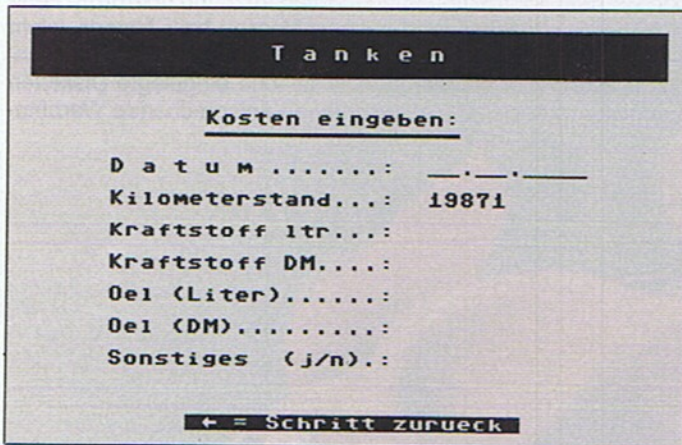 T a n k e n
Kosten eingeben:
D a t u m .......: __.__.____
Kilometerstand...: 19871
Kraftstoff ltr...:
Kraftstoff DM....:
Oel (Liter)......:
Oel (DM).........:
Sonstiges (j/n).:
← = Schritt zurueck